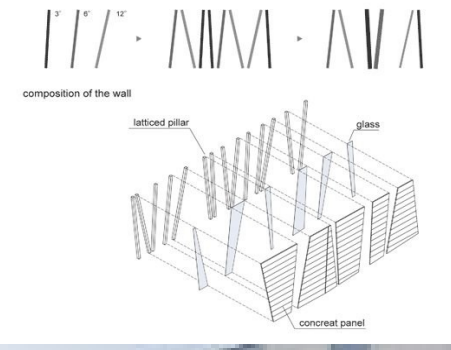 3° 6° 12°
composition of the wall
latticed pillar
glass
concreat panel